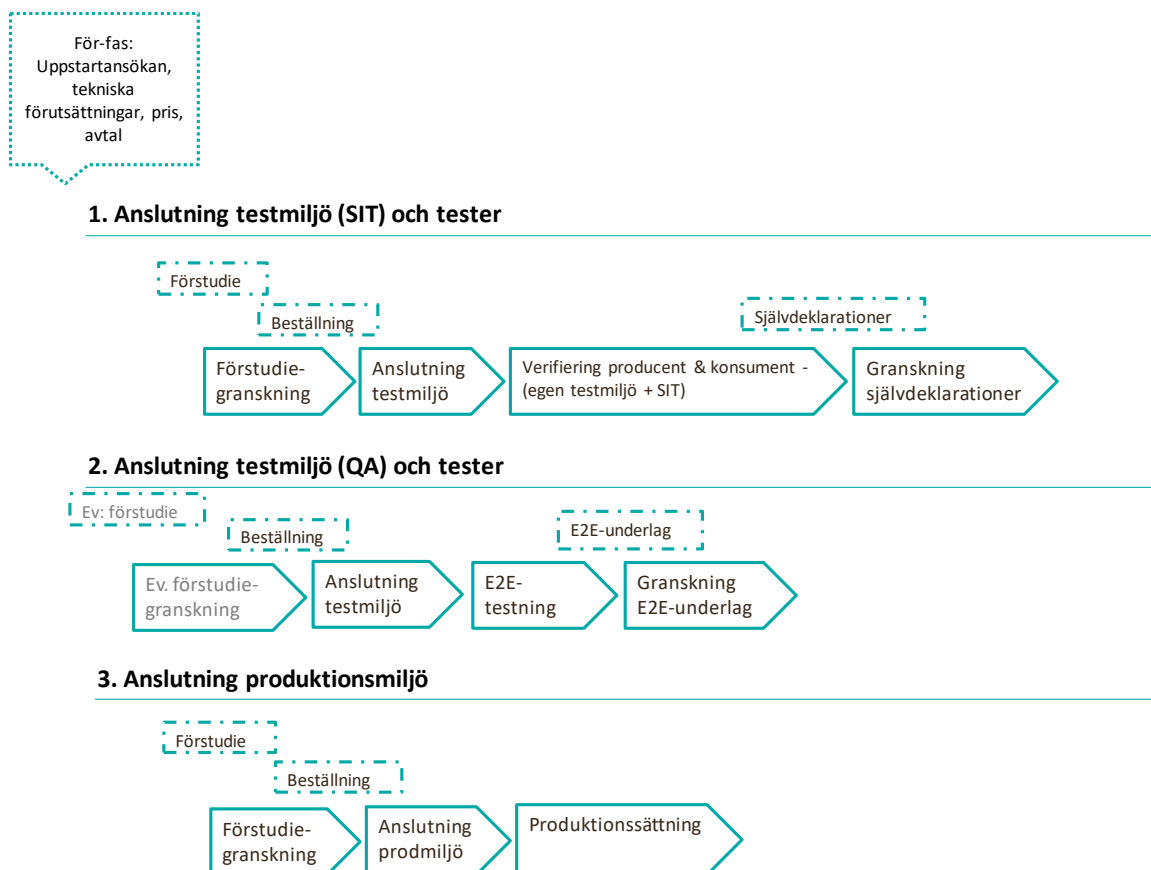 För-fas:
Uppstartansökan,
tekniska
förutsättningar, pris,
avtal
1. Anslutning testmiljö (SIT) och tester
Förstudie
Beställning
Självdeklarationer
Förstudie-
granskning
Anslutning
testmiljö
Verifiering producent & konsument -
(egen testmiljö + SIT)
Granskning
självdeklarationer
2. Anslutning testmiljö (QA) och tester
Ev: förstudie
Beställning
E2E-underlag
Ev. förstudie-
granskning
Anslutning
testmiljö
E2E-
testning
Granskning
E2E-underlag
3. Anslutning produktionsmiljö
Förstudie
Beställning
Förstudie-
granskning
Anslutning
prodmiljö
Produktionssättning